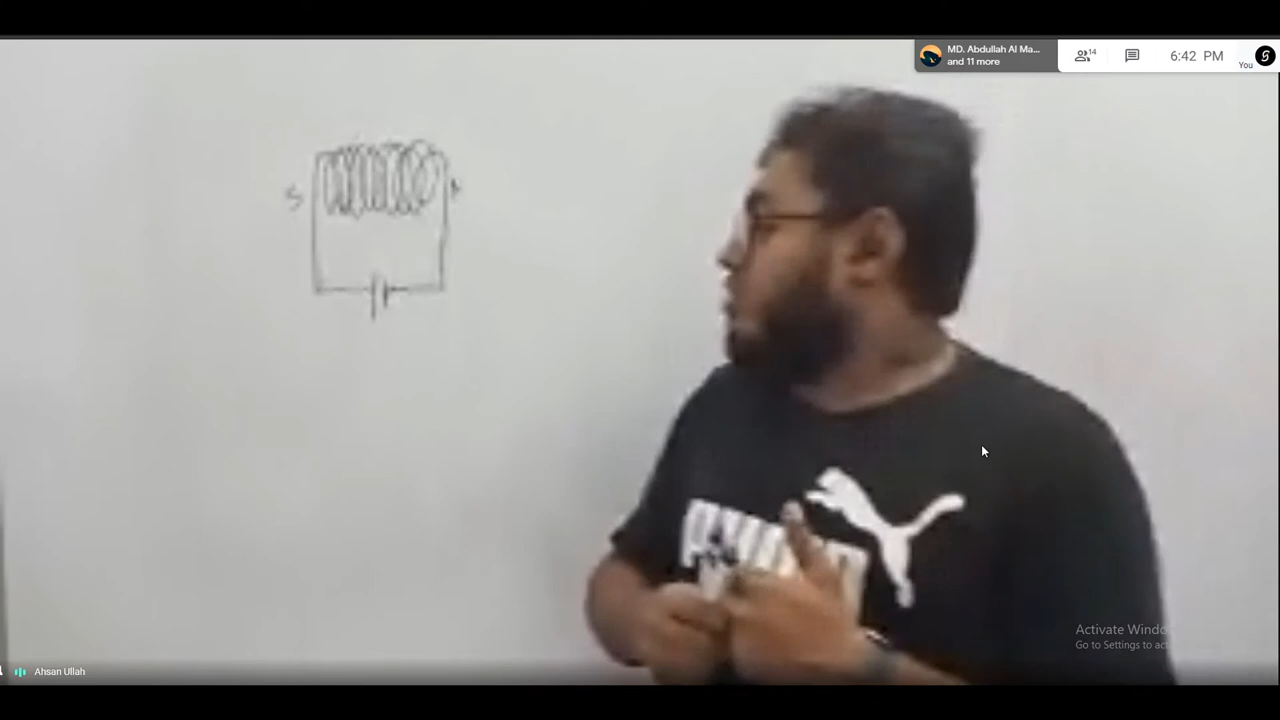 MD. Abdullah Al Ma...
and 11 more
14
6:42 PM
You
S
Activate Windo
Go to Settings to act
Ahsan Ullah